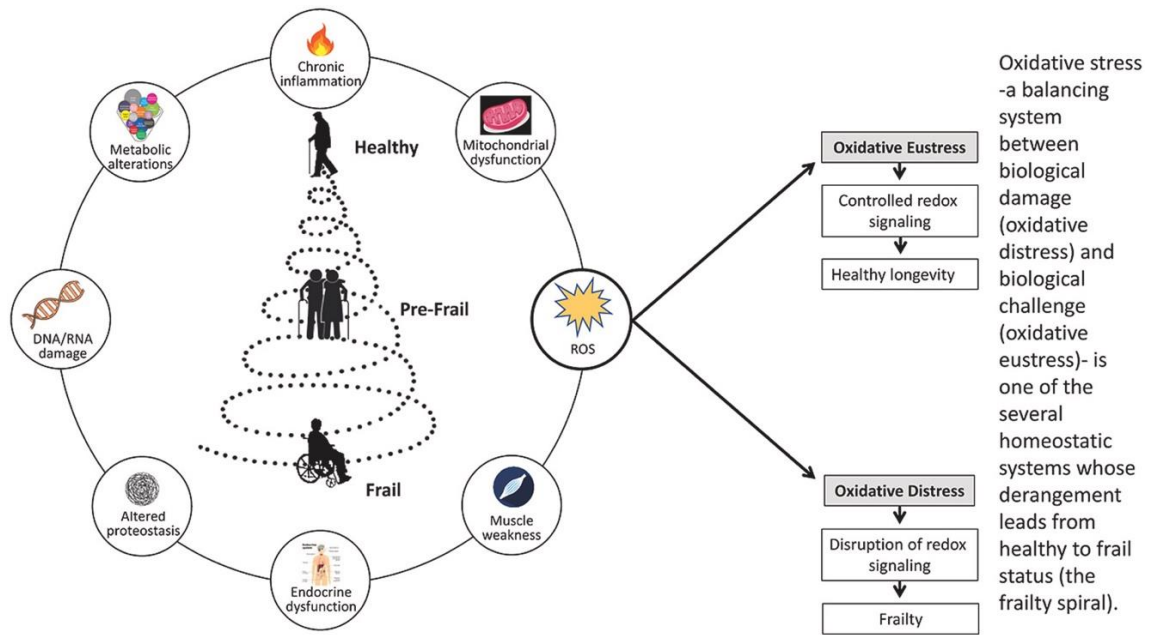 Chronic
inflammation
Metabolic
alterations
Mitochondrial
dysfunction
Healthy
DNA/RNA
damage
Pre-Frail
ROS
Frail
Altered
proteostasis
Muscle
weakness
Endocrine
dysfunction
Oxidative Eustress
Controlled redox
signaling
Healthy longevity
Oxidative Distress
Disruption of redox
signaling
Frailty
Oxidative stress
-a balancing
system
between
biological
damage
(oxidative
distress) and
biological
challenge
(oxidative
eustress)- is
one of the
several
homeostatic
systems whose
derangement
leads from
healthy to frail
status (the
frailty spiral).